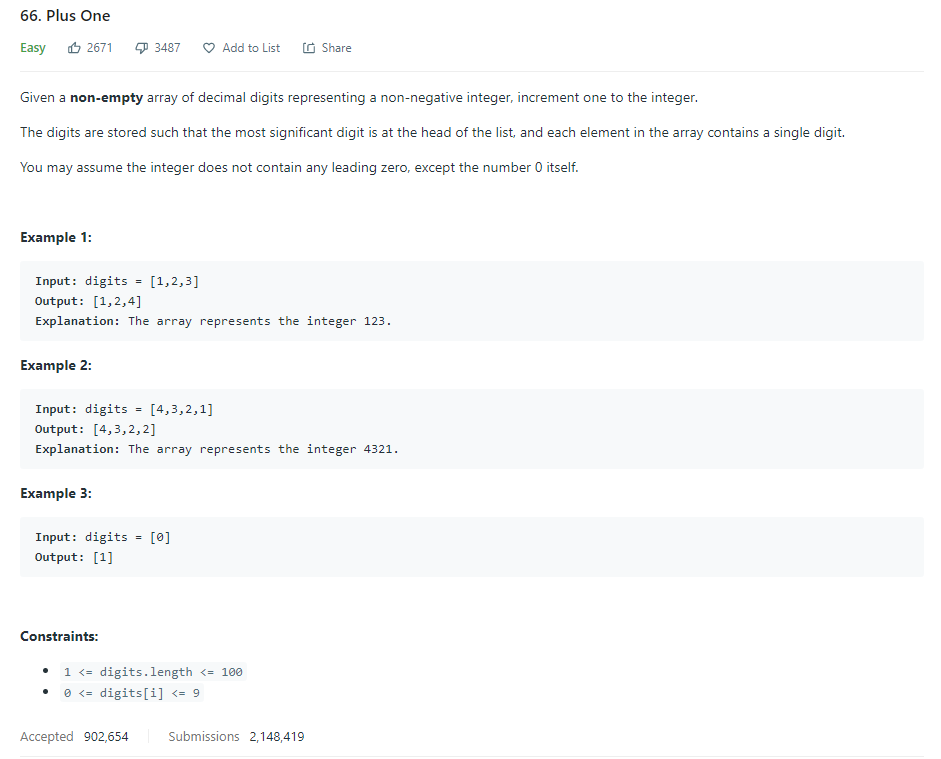 66. Plus One
Easy 2671 3487 Add to List Share
Given a non-empty array of decimal digits representing a non-negative integer, increment one to the integer.
The digits are stored such that the most significant digit is at the head of the list, and each element in the array contains a single digit.
You may assume the integer does not contain any leading zero, except the number 0 itself.
Example 1:
Input: digits = [1,2,3]
Output: [1,2,4]
Explanation: The array represents the integer 123.
Example 2:
Input: digits = [4,3,2,1]
Output: [4,3,2,2]
Explanation: The array represents the integer 4321.
Example 3:
Input: digits = [0]
Output: [1]
Constraints:
1 <= digits.length <= 100
0 <= digits[i] <= 9
Accepted 902,654 Submissions 2,148,419